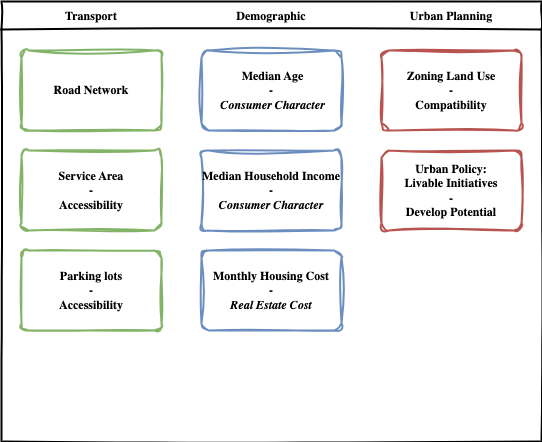 Transport
Demographic
Urban Planning
Road Network
Median Age
-
Consumer Character
Zoning Land Use
-
Compatibility
Service Area
-
Accessibility
Median Household Income
-
Consumer Character
Urban Policy:
Livable Initiatives
-
Develop Potential
Parking lots
-
Accessibility
Monthly Housing Cost
-
Real Estate Cost